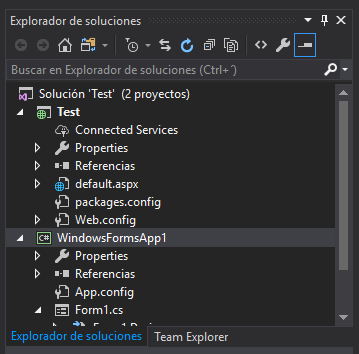 Explorador de soluciones
Buscar en Explorador de soluciones (Ctrl+´)
Solución 'Test' (2 proyectos)
Test
Connected Services
Properties
Referencias
default.aspx
packages.config
Web.config
C# WindowsFormsApp1
Properties
Referencias
App.config
Form1.cs
Explorador de soluciones Team Explorer